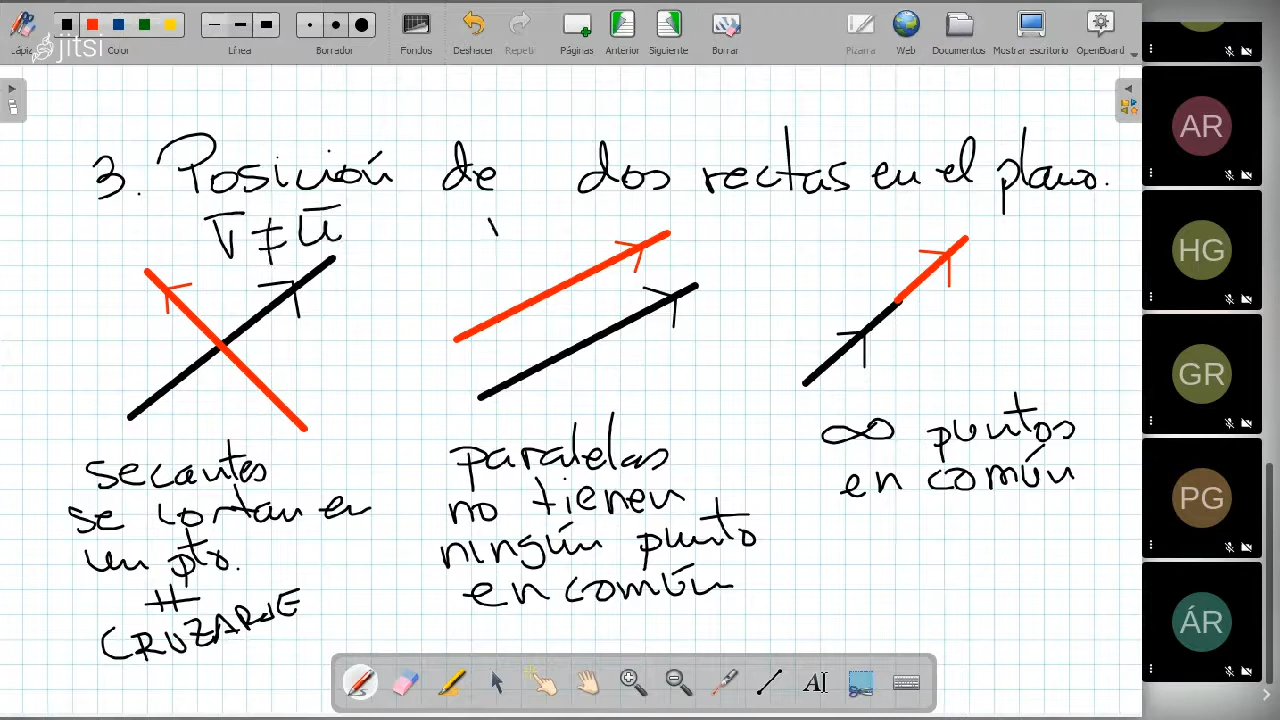 Lápiz Color Línea Borrador Fondos Deshacer Repetir Páginas Anterior Siguiente Borrar Pizarra Web Documentos Mostrar escritorio OpenBoard
jitsi
3. Posición de dos rectas en el plano.
v̅ ≠ u̅
secantes
se cortan en
un pto.
≠
CRUZARSE
paralelas
no tienen
ningún punto
en común
∞ puntos
en común
AR
HG
GR
PG
ÁR